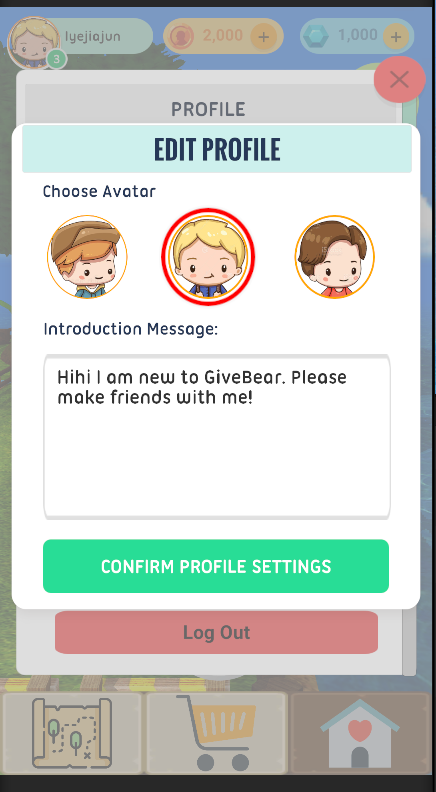 lyejiajun
2,000
+
1,000
+
3
PROFILE
EDIT PROFILE
Choose Avatar
Introduction Message:
Hihi I am new to GiveBear. Please
make friends with me!
CONFIRM PROFILE SETTINGS
Log Out